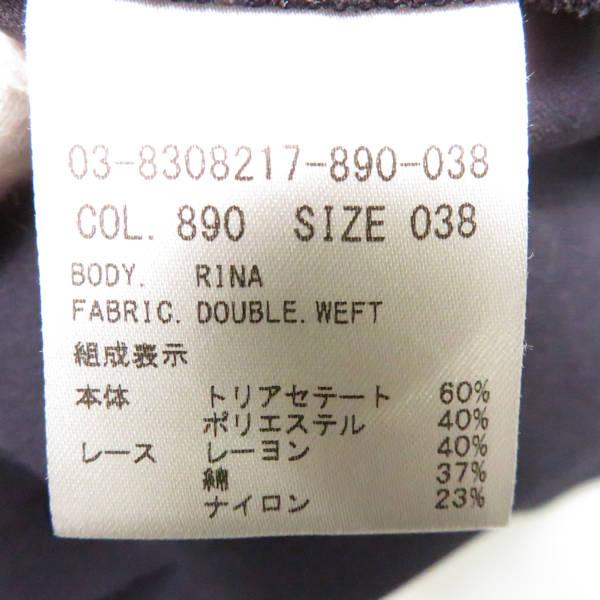 03-8308217-890-038
COL. 890 SIZE 038
BODY. RINA
FABRIC. DOUBLE. WEFT
組成表示
本体 トリアセテート 60%
ポリエステル 40%
レース レーヨン 40%
綿 37%
ナイロン 23%